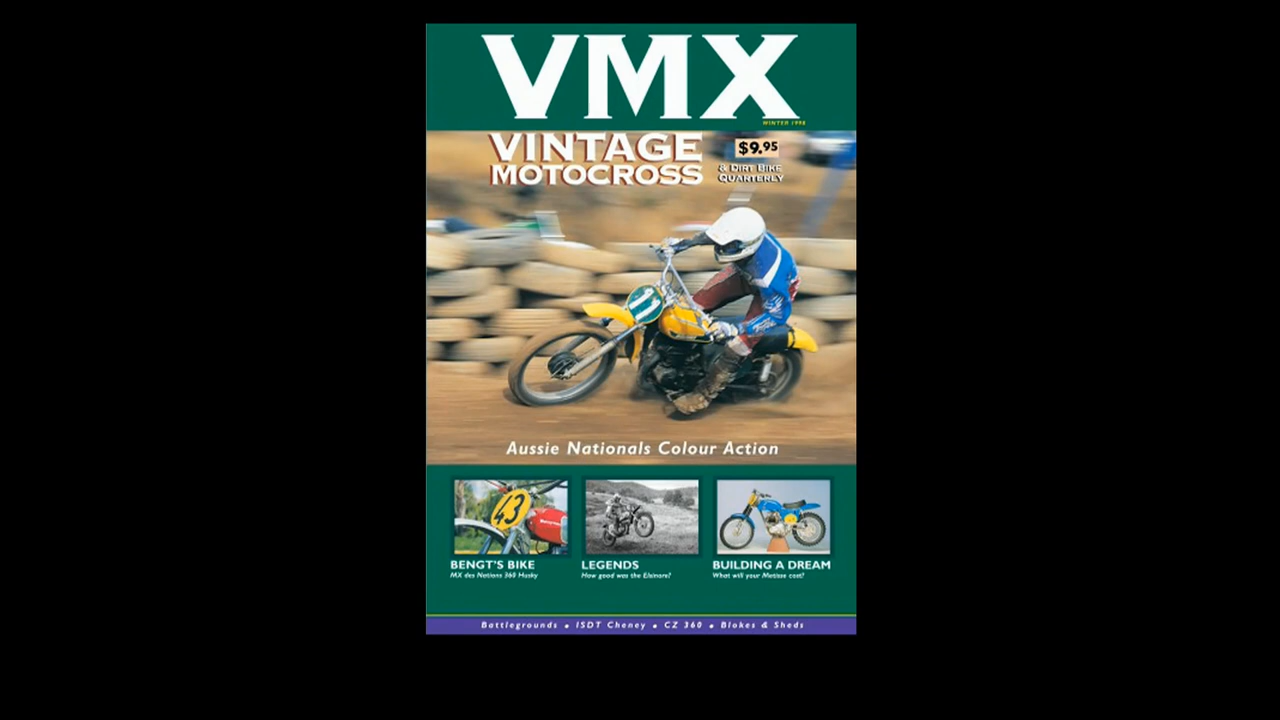 VMX
WINTER 1998
VINTAGE
MOTOCROSS
$9.95
& DIRT BIKE
QUARTERLY
11
Aussie Nationals Colour Action
43
BENGT'S BIKE
MX des Nations 360 Husky
LEGENDS
How good was the Elsinore?
BUILDING A DREAM
What will your Metisse cost?
Battlegrounds • ISDT Cheney • CZ 360 • Blokes & Sheds